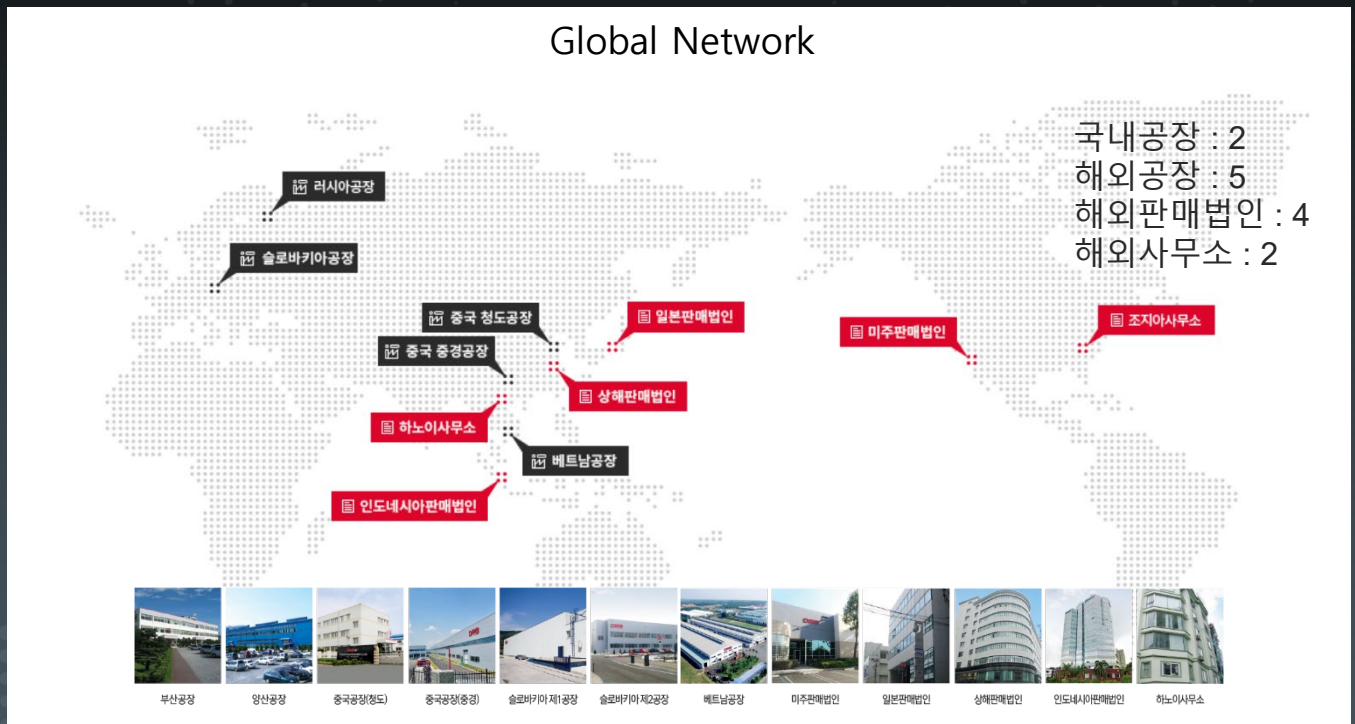 Global Network
국내공장 : 2
해외공장 : 5
해외판매법인 : 4
해외사무소 : 2
러시아공장
슬로바키아공장
중국 청도공장
일본판매법인
미주판매법인
조지아사무소
중국 중경공장
상해판매법인
하노이사무소
베트남공장
인도네시아판매법인
부산공장
양산공장
중국공장(청도)
중국공장(중경)
슬로바키아 제1공장
슬로바키아 제2공장
베트남공장
미주판매법인
일본판매법인
상해판매법인
인도네시아판매법인
하노이사무소